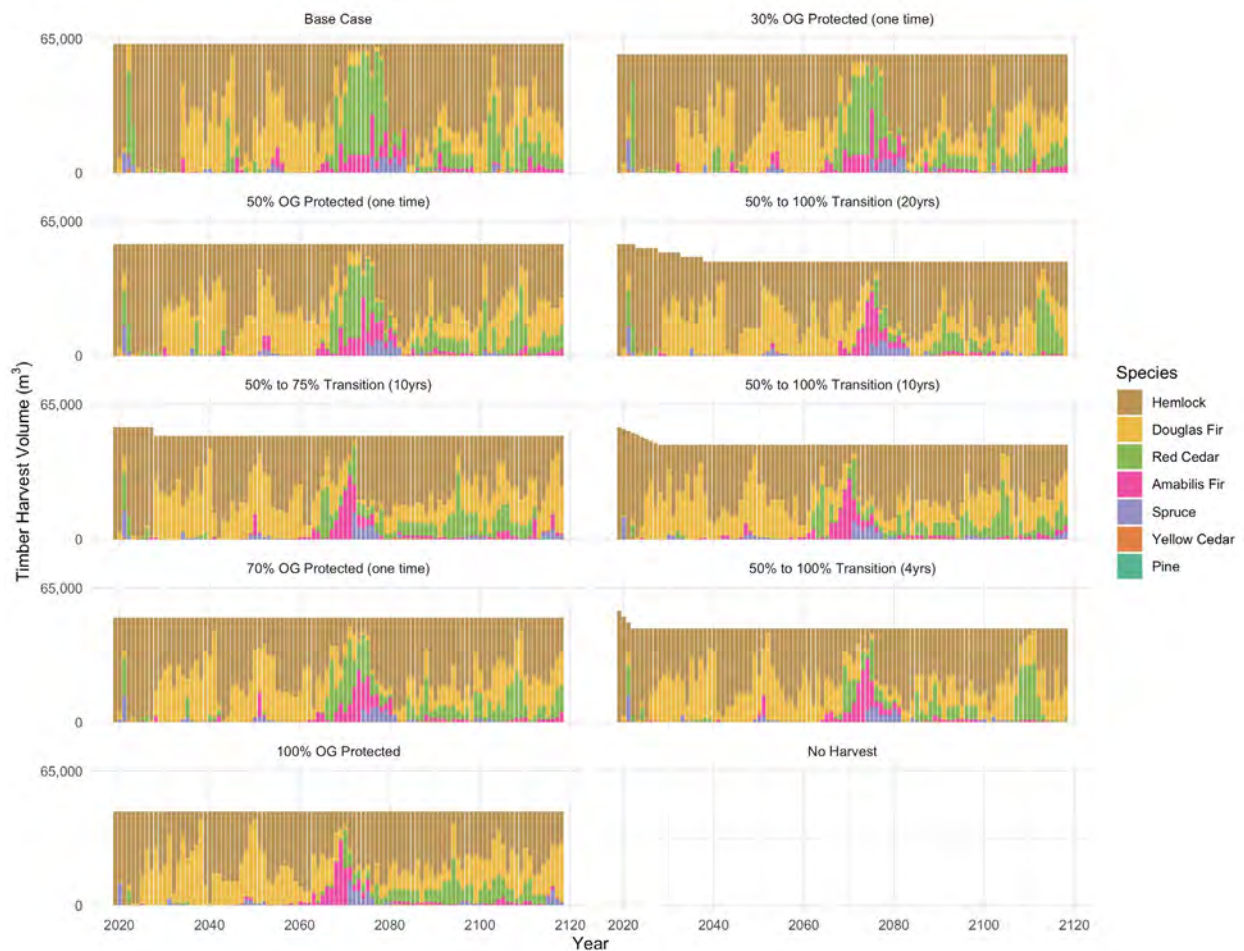 Base Case
30% OG Protected (one time)
65,000
0
50% OG Protected (one time)
50% to 100% Transition (20yrs)
65,000
0
50% to 75% Transition (10yrs)
50% to 100% Transition (10yrs)
65,000
0
70% OG Protected (one time)
50% to 100% Transition (4yrs)
65,000
0
100% OG Protected
No Harvest
65,000
0
2020 2040 2060 2080 2100 2120
2020 2040 2060 2080 2100 2120
Year
Timber Harvest Volume (m³)
Species
Hemlock
Douglas Fir
Red Cedar
Amabilis Fir
Spruce
Yellow Cedar
Pine